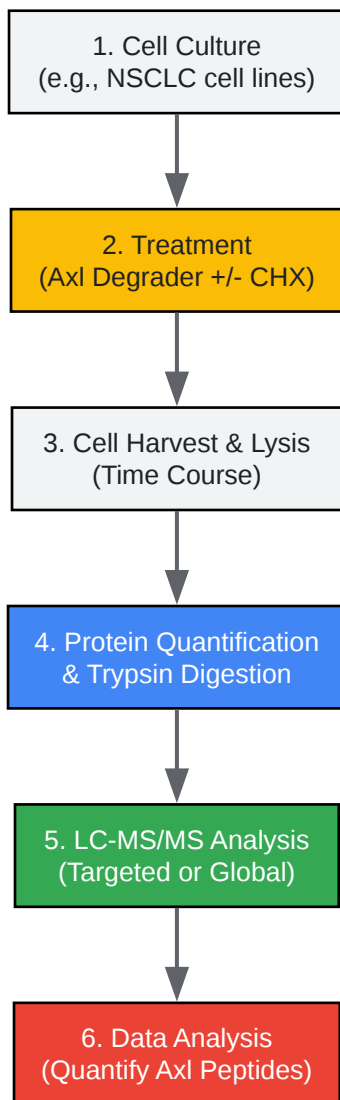 1. Cell Culture
(e.g., NSCLC cell lines)
2. Treatment
(Axl Degrader +/- CHX)
3. Cell Harvest & Lysis
(Time Course)
4. Protein Quantification
& Trypsin Digestion
5. LC-MS/MS Analysis
(Targeted or Global)
6. Data Analysis
(Quantify Axl Peptides)